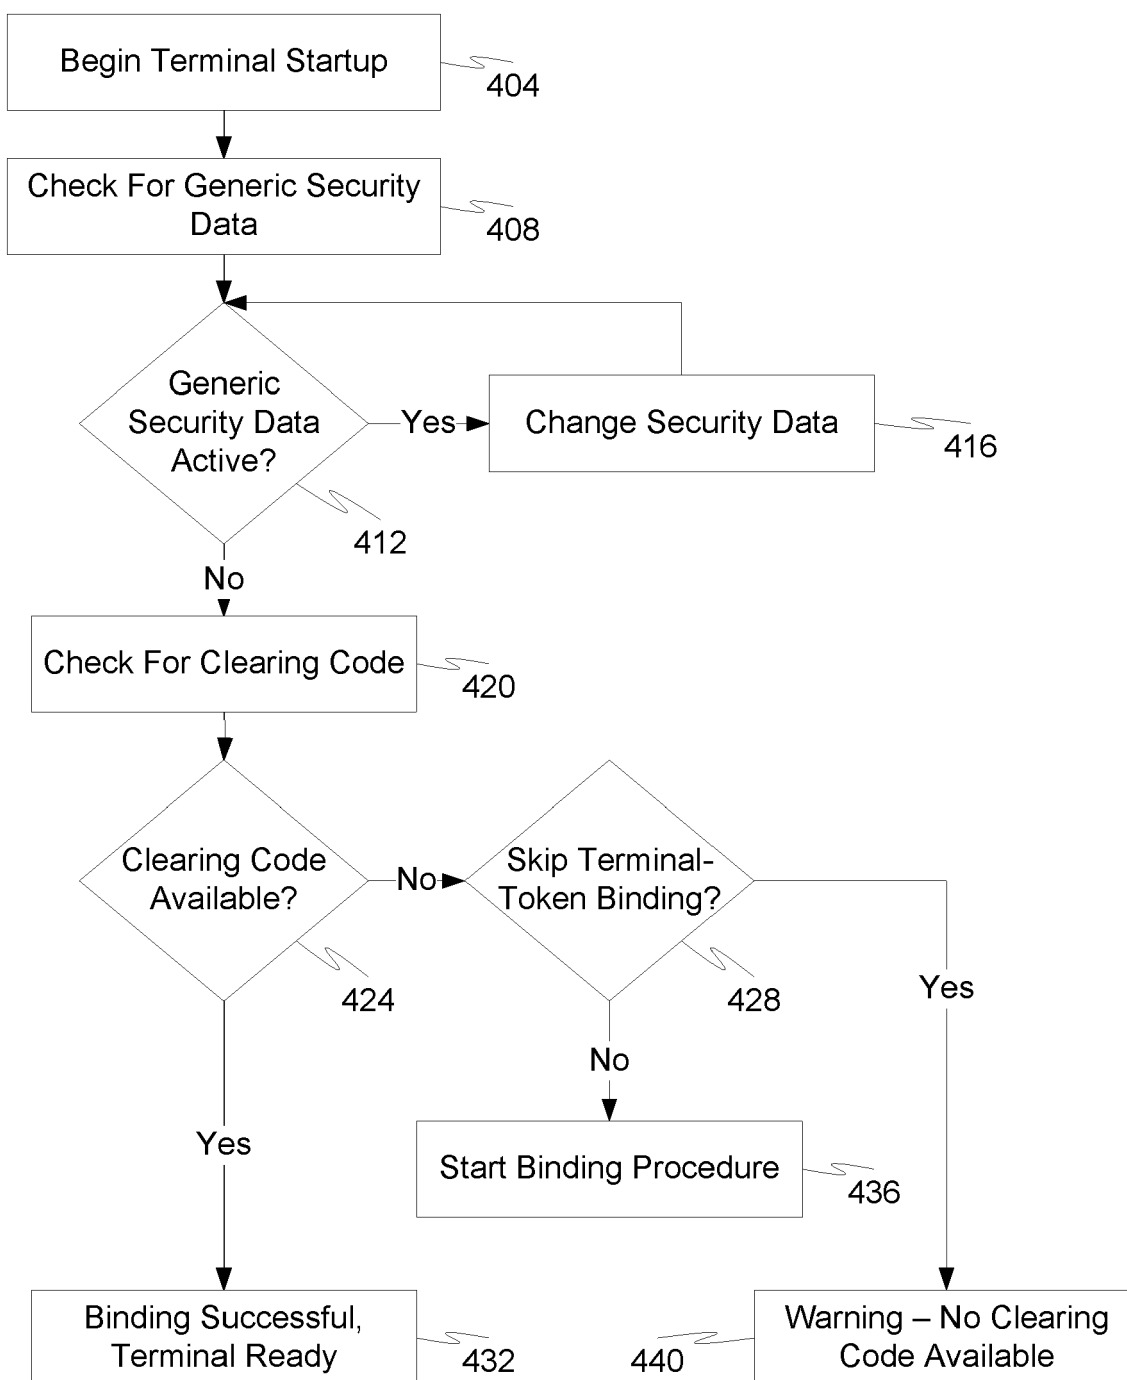 Begin Terminal Startup
404
Check For Generic Security
Data
408
Generic
Security Data
Active?
Yes
Change Security Data
416
412
No
Check For Clearing Code
420
Clearing Code
Available?
No
Skip Terminal-
Token Binding?
424
428
Yes
No
Yes
Start Binding Procedure
436
Binding Successful,
Terminal Ready
432
440
Warning – No Clearing
Code Available